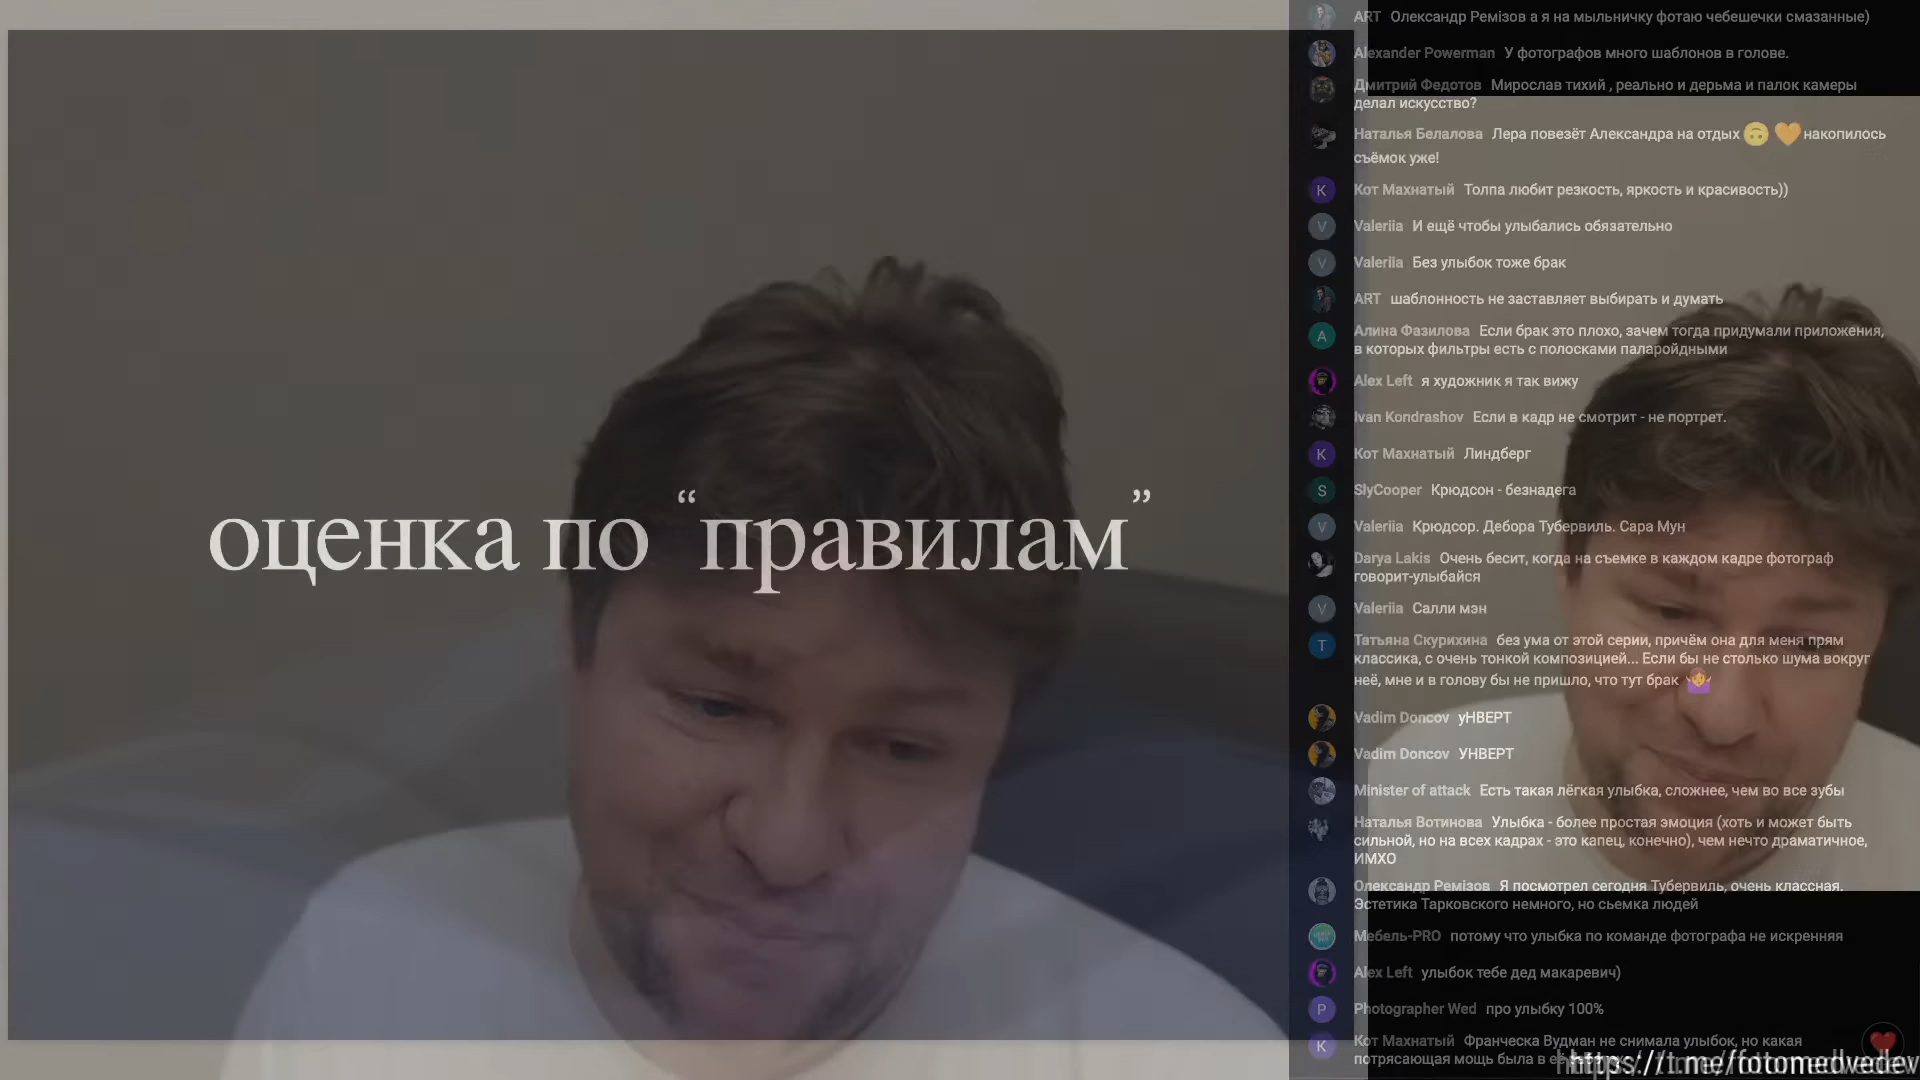 оценка по “правилам”
ART Олександр Ремізов а я на мыльничку фотаю чебешечки смазанные)
Alexander Powerman У фотографов много шаблонов в голове.
Дмитрий Федотов Мирослав тихий , реально и дерьма и палок камеры
делал искусство?
Наталья Белалова Лера повезёт Александра на отдых 🙃 🧡 накопилось
съёмок уже!
К
Кот Махнатый Толпа любит резкость, яркость и красивость))
V
Valeriia И ещё чтобы улыбались обязательно
V
Valeriia Без улыбок тоже брак
ART шаблонность не заставляет выбирать и думать
А
Алина Фазилова Если брак это плохо, зачем тогда придумали приложения,
в которых фильтры есть с полосками паларойдными
Alex Left я художник я так вижу
Ivan Kondrashov Если в кадр не смотрит - не портрет.
К
Кот Махнатый Линдберг
S
SlyCooper Крюдсон - безнадега
V
Valeriia Крюдсор. Дебора Тубервиль. Сара Мун
Darya Lakis Очень бесит, когда на съемке в каждом кадре фотограф
говорит-улыбайся
V
Valeriia Салли мэн
Т
Татьяна Скурихина без ума от этой серии, причём она для меня прям
классика, с очень тонкой композицией... Если бы не столько шума вокруг
неё, мне и в голову бы не пришло, что тут брак 🤷‍♀️
Vadim Doncov уНВЕРТ
Vadim Doncov УНВЕРТ
Minister of attack Есть такая лёгкая улыбка, сложнее, чем во все зубы
Наталья Вотинова Улыбка - более простая эмоция (хоть и может быть
сильной, но на всех кадрах - это капец, конечно), чем нечто драматичное,
ИМХО
Олександр Ремізов Я посмотрел сегодня Тубервиль, очень классная.
Эстетика Тарковского немного, но сьемка людей
Мебель-PRO потому что улыбка по команде фотографа не искренняя
Alex Left улыбок тебе дед макаревич)
P
Photographer Wed про улыбку 100%
К
Кот Махнатый Франческа Вудман не снимала улыбок, но какая
потрясающая мощь была в её
https://t.me/fotomedvedev